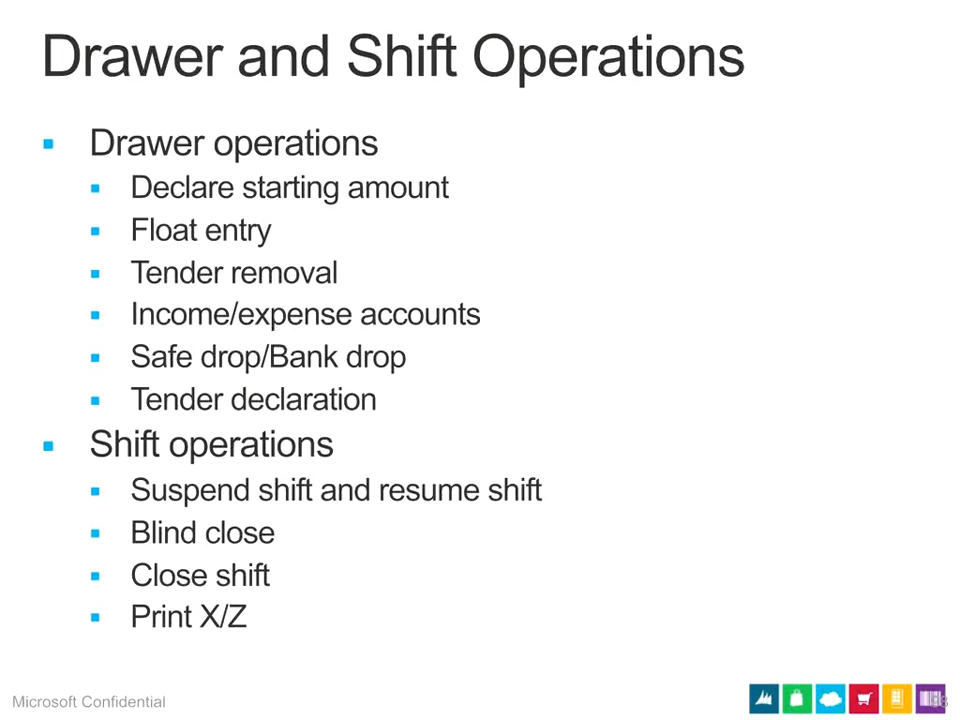 Drawer and Shift Operations
Drawer operations
Declare starting amount
Float entry
Tender removal
Income/expense accounts
Safe drop/Bank drop
Tender declaration
Shift operations
Suspend shift and resume shift
Blind close
Close shift
Print X/Z
Microsoft Confidential